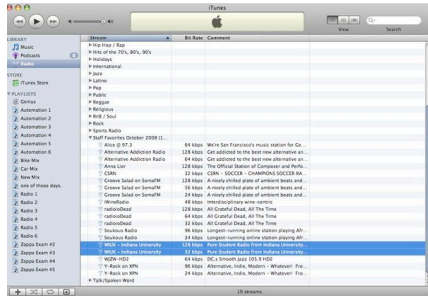 iTunes
View
Search
LIBRARY
Music
Podcasts
Radio
STORE
iTunes Store
PLAYLISTS
Genius
Automation 1
Automation 2
Automation 3
Automation 4
Automation 5
Automation 6
Bike Mix
Car Mix
New Mix
one of those days.
Radio 1
Radio 2
Radio 3
Radio 4
Radio 5
Radio 6
Zappa Exam #2
Zappa Exam #3
Zappa Exam #4
Zappa Exam #5
Stream Bit Rate Comment
Hip Hop / Rap
Hits of the 70's, 80's, 90's
Holidays
International
Jazz
Latino
Pop
Public
Reggae
Religious
RnB / Soul
Rock
Sports Radio
Staff Favorites October 2008 (1...
Alice @ 97.3 64 kbps We're San Francisco's music station for Ge...
Alternative Addiction Radio 128 kbps Get addicted to the best new alternative an...
Alternative Addiction Radio 64 kbps Get addicted to the best new alternative an...
Anna Lier 128 kbps The Official Station of Composer and Perfo...
CSRN 32 kbps CSRN - SOCCER - CHAMPIONS SOCCER RA...
Groove Salad on SomaFM 128 kbps A nicely chilled plate of ambient beats and...
Groove Salad on SomaFM 56 kbps A nicely chilled plate of ambient beats and...
Groove Salad on SomaFM 24 kbps A nicely chilled plate of ambient beats and...
iWineRadio 48 kbps Interdisciplinary wine-centric
radioioDead 128 kbps All Grateful Dead, All The Time
radioioDead 64 kbps All Grateful Dead, All The Time
radioioDead 32 kbps All Grateful Dead, All The Time
Soukous Radio 96 kbps Longest-running online station playing Afr...
Soukous Radio 24 kbps Longest-running online station playing Afr...
WIUX - Indiana University 128 kbps Pure Student Radio from Indiana University...
WIUX - Indiana University 32 kbps Pure Student Radio from Indiana University...
WJZW-HD2 64 kbps DC's Smooth Jazz 105.9 HD2
Y-Rock on XPN 96 kbps Alternative, Indie, Modern - Whatever! Fro...
Y-Rock on XPN 24 kbps Alternative, Indie, Modern - Whatever! Fro...
Talk/Spoken Word
19 streams